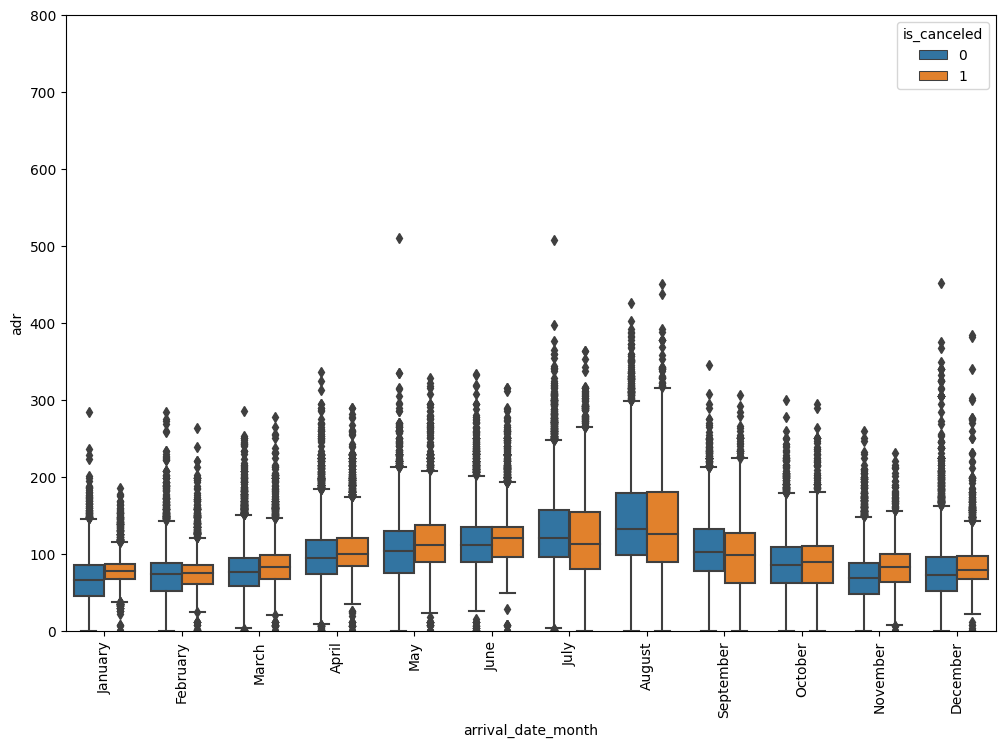 is_canceled
0
1
adr
800
700
600
500
400
300
200
100
0
January
February
March
April
May
June
July
August
September
October
November
December
arrival_date_month